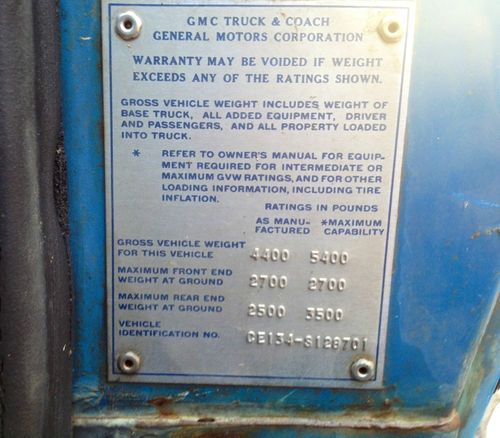 GMC TRUCK & COACH
GENERAL MOTORS CORPORATION
WARRANTY MAY BE VOIDED IF WEIGHT
EXCEEDS ANY OF THE RATINGS SHOWN.
GROSS VEHICLE WEIGHT INCLUDES WEIGHT OF
BASE TRUCK, ALL ADDED EQUIPMENT, DRIVER
AND PASSENGERS, AND ALL PROPERTY LOADED
INTO TRUCK.
* REFER TO OWNER'S MANUAL FOR EQUIP-
MENT REQUIRED FOR INTERMEDIATE OR
MAXIMUM GVW RATINGS, AND FOR OTHER
LOADING INFORMATION, INCLUDING TIRE
INFLATION.
RATINGS IN POUNDS
AS MANU- *MAXIMUM
FACTURED CAPABILITY
GROSS VEHICLE WEIGHT
FOR THIS VEHICLE 4400 5400
MAXIMUM FRONT END
WEIGHT AT GROUND 2700 2700
MAXIMUM REAR END
WEIGHT AT GROUND 2500 3500
VEHICLE
IDENTIFICATION NO. CE134-S129701